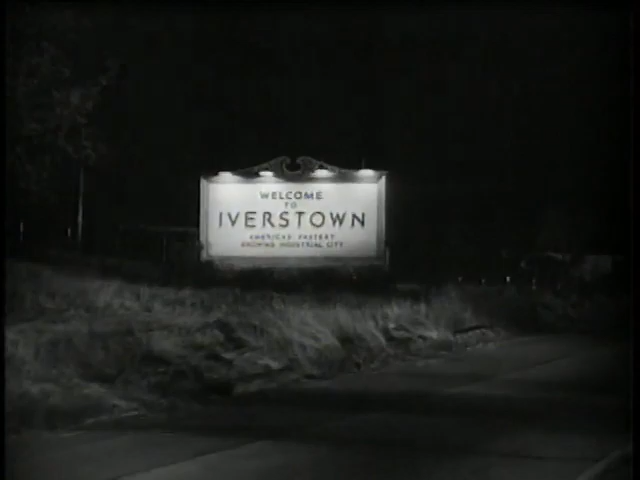 WELCOME
TO
IVERSTOWN
AMERICA'S FASTEST
GROWING INDUSTRIAL CITY